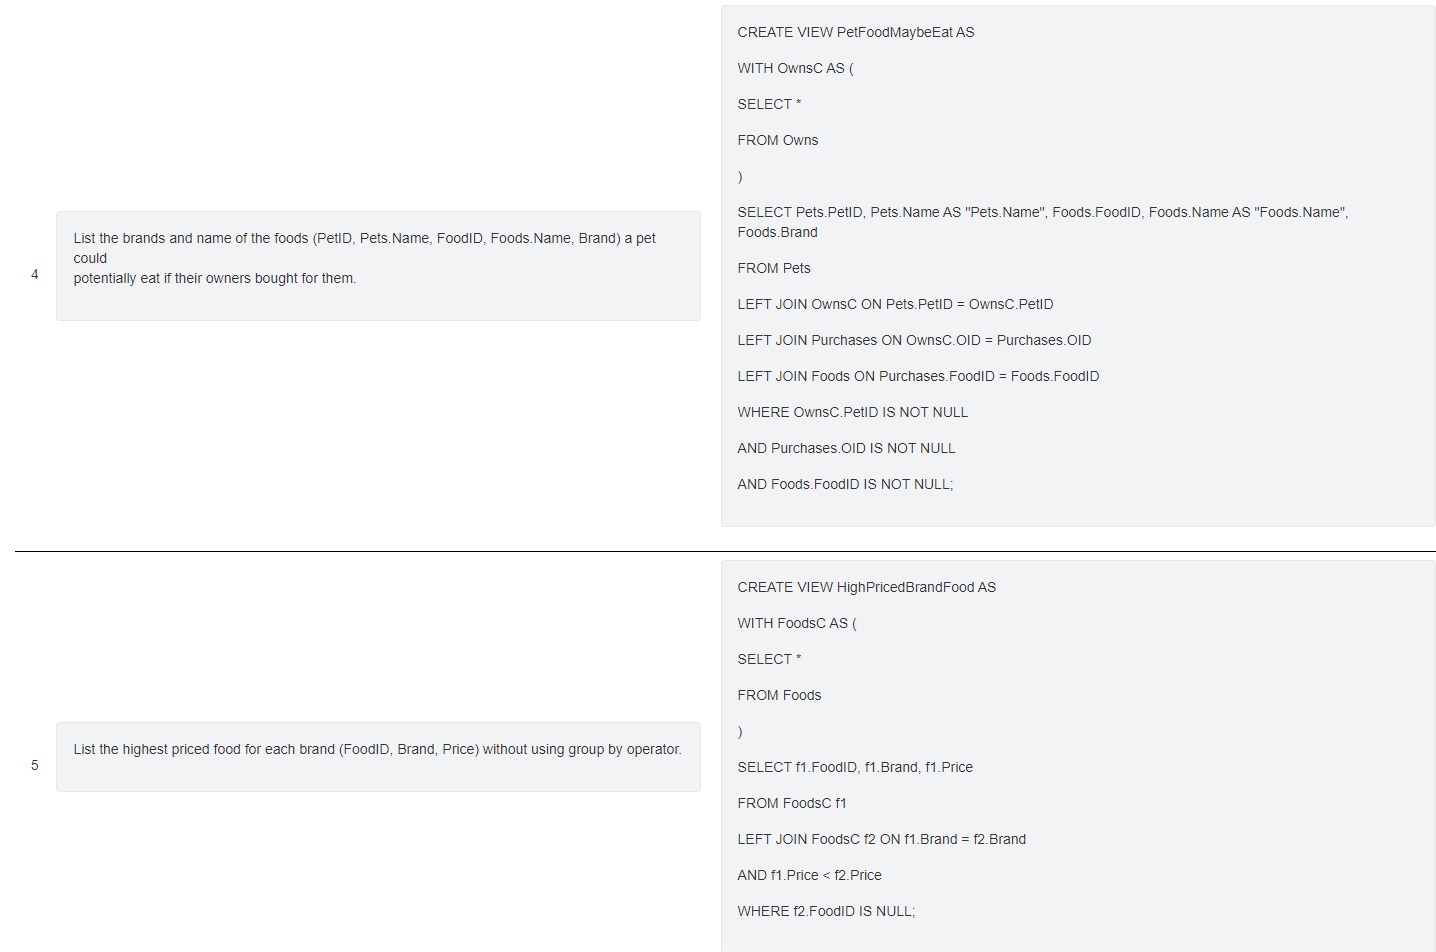 4
List the brands and name of the foods (PetID, Pets.Name, FoodID, Foods.Name, Brand) a pet
could
potentially eat if their owners bought for them.
CREATE VIEW PetFoodMaybeEat AS
WITH OwnsC AS (
SELECT *
FROM Owns
)
SELECT Pets.PetID, Pets.Name AS "Pets.Name", Foods.FoodID, Foods.Name AS "Foods.Name",
Foods.Brand
FROM Pets
LEFT JOIN OwnsC ON Pets.PetID = OwnsC.PetID
LEFT JOIN Purchases ON OwnsC.OID = Purchases.OID
LEFT JOIN Foods ON Purchases.FoodID = Foods.FoodID
WHERE OwnsC.PetID IS NOT NULL
AND Purchases.OID IS NOT NULL
AND Foods.FoodID IS NOT NULL;
5
List the highest priced food for each brand (FoodID, Brand, Price) without using group by operator.
CREATE VIEW HighPricedBrandFood AS
WITH FoodsC AS (
SELECT *
FROM Foods
)
SELECT f1.FoodID, f1.Brand, f1.Price
FROM FoodsC f1
LEFT JOIN FoodsC f2 ON f1.Brand = f2.Brand
AND f1.Price < f2.Price
WHERE f2.FoodID IS NULL;